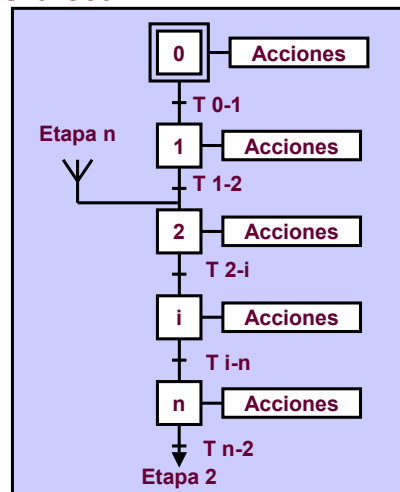 0 Acciones
T 0-1
Etapa n
1 Acciones
T 1-2
2 Acciones
T 2-i
i Acciones
T i-n
n Acciones
T n-2
Etapa 2